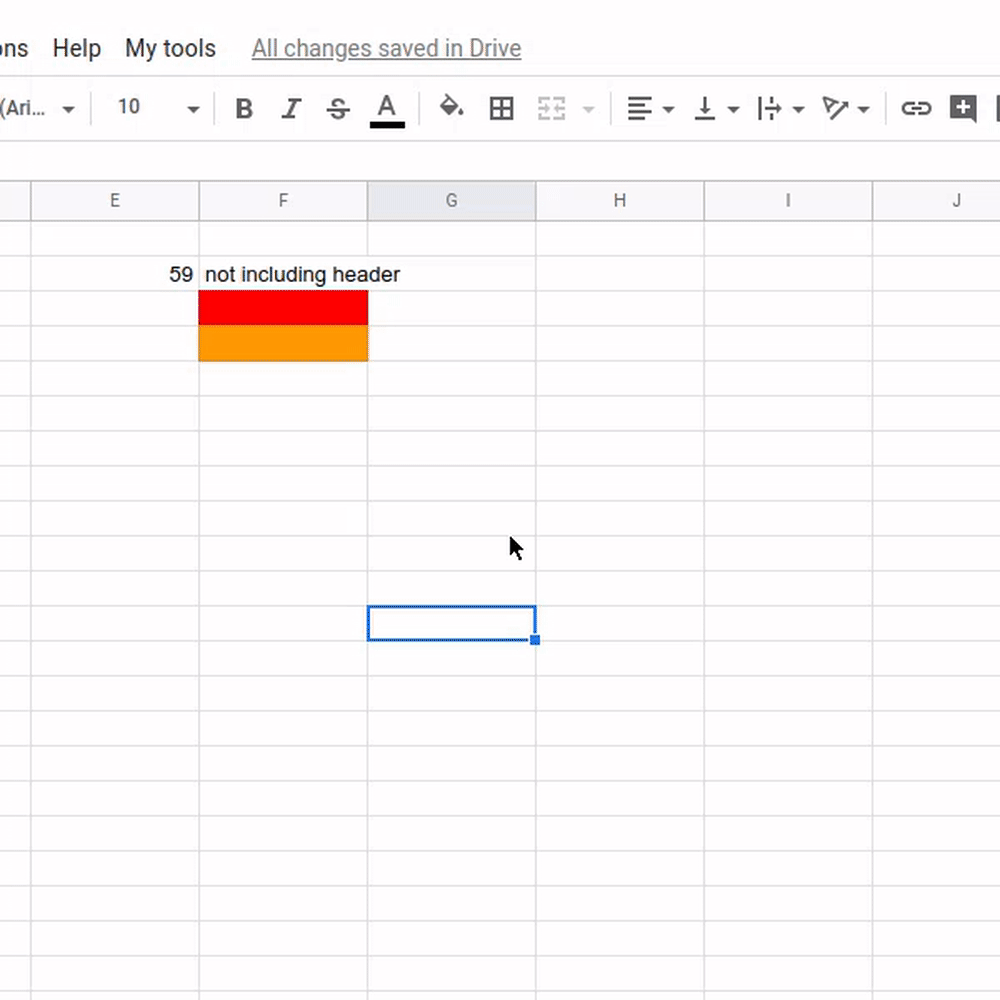 ons Help My tools All changes saved in Drive
(Ari... 10 B I S A
E F G H I J
59 not including header